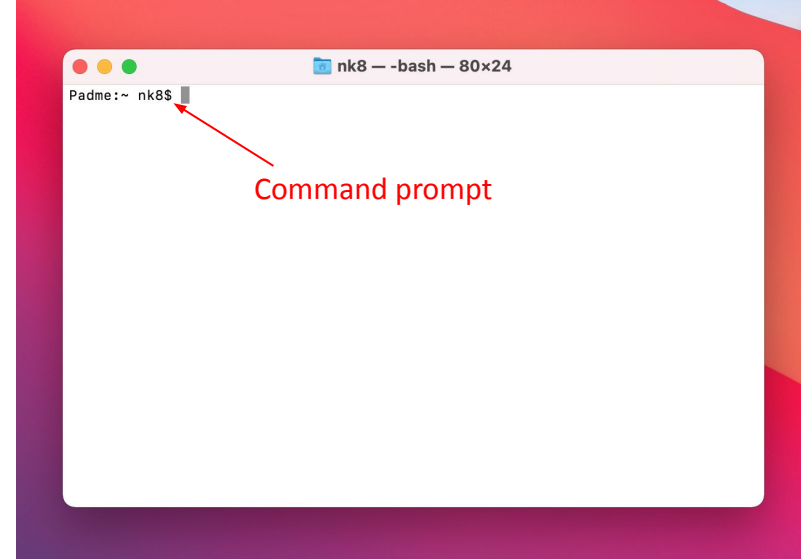 nk8 — -bash — 80×24
Padme:~ nk8$
Command prompt